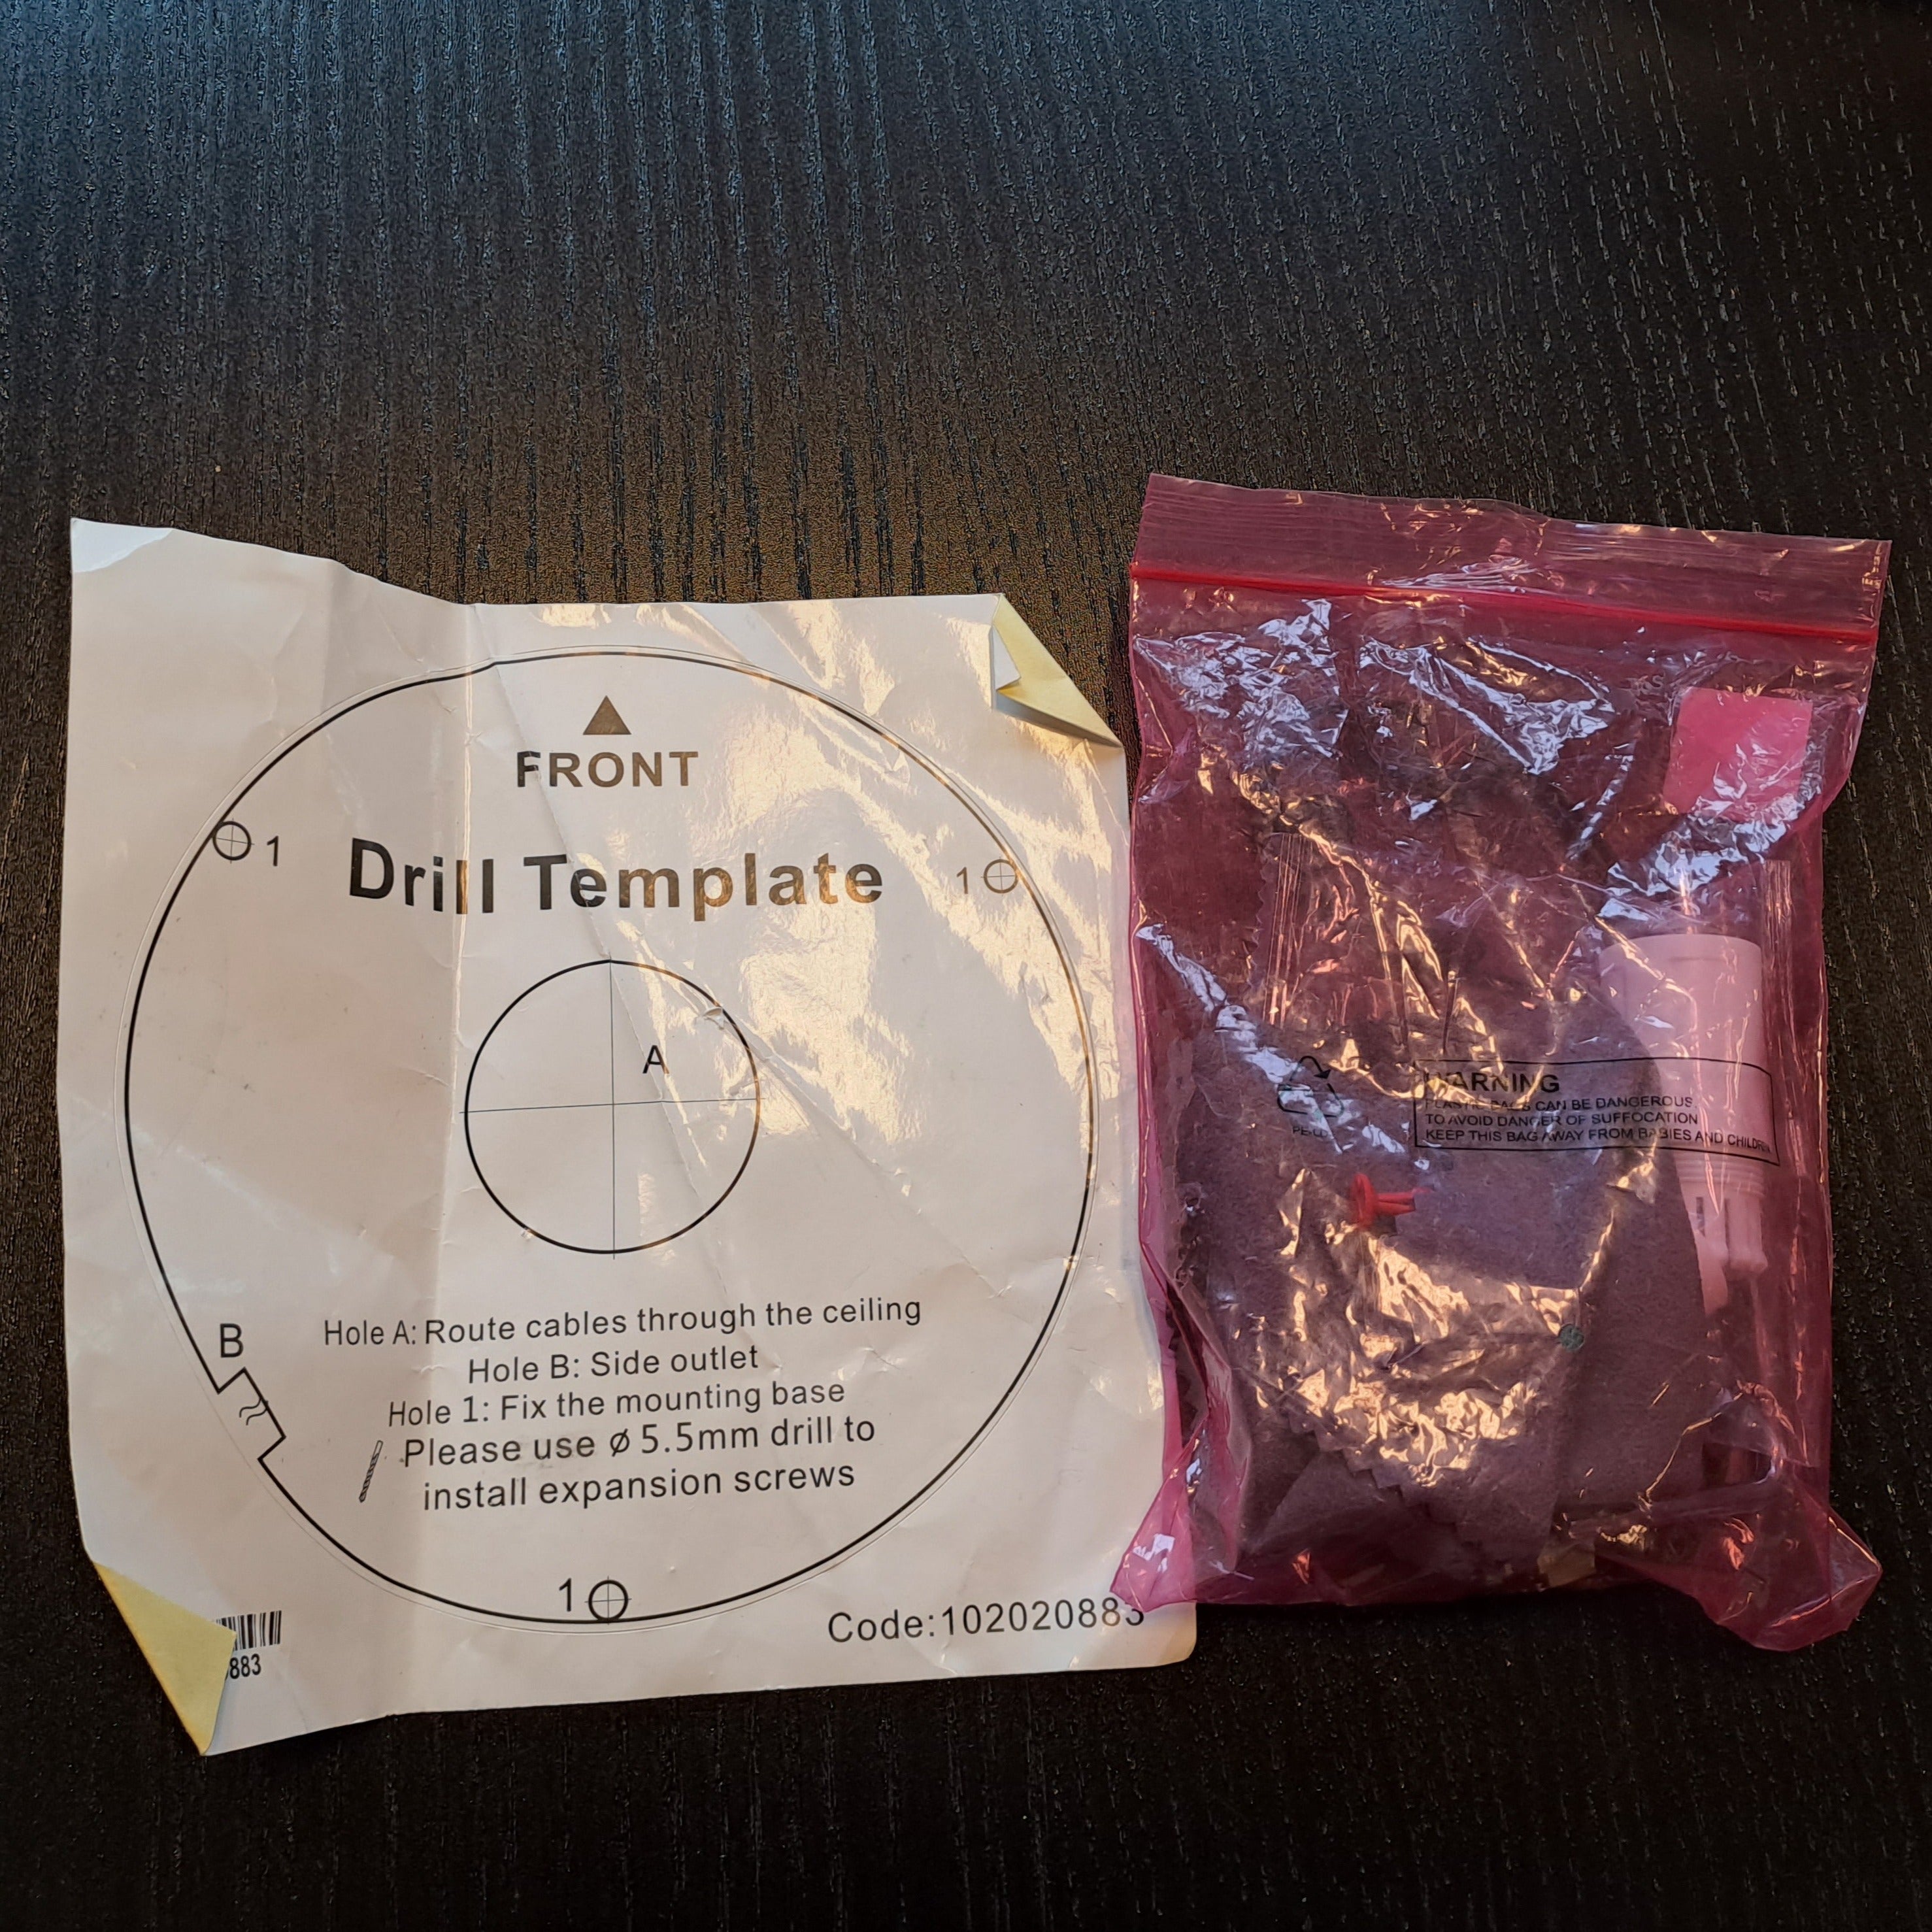 FRONT
1
Drill Template
1
A
B
Hole A: Route cables through the ceiling
Hole B: Side outlet
Hole 1: Fix the mounting base
Please use ⌀ 5.5mm drill to
install expansion screws
1
Code:102020883
883
WARNING
PLASTIC BAGS CAN BE DANGEROUS.
TO AVOID DANGER OF SUFFOCATION
KEEP THIS BAG AWAY FROM BABIES AND